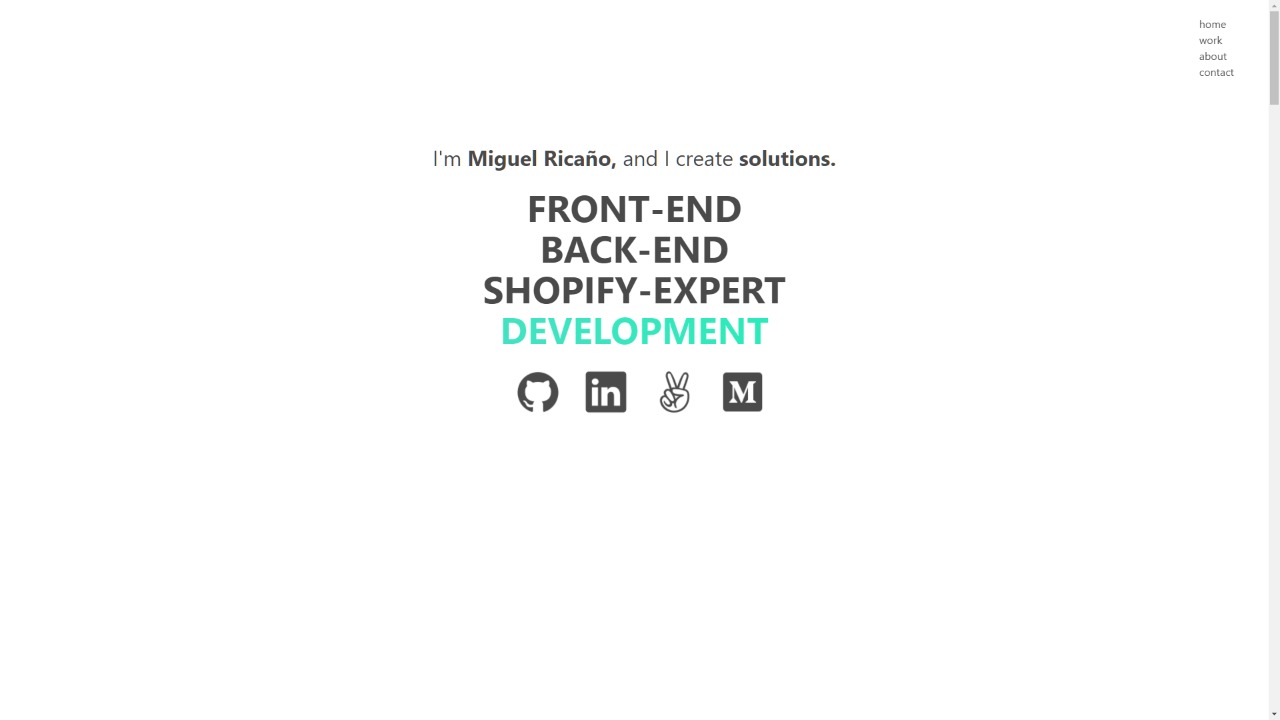 home
work
about
contact
I'm Miguel Ricaño, and I create solutions.
FRONT-END
BACK-END
SHOPIFY-EXPERT
DEVELOPMENT
in
M